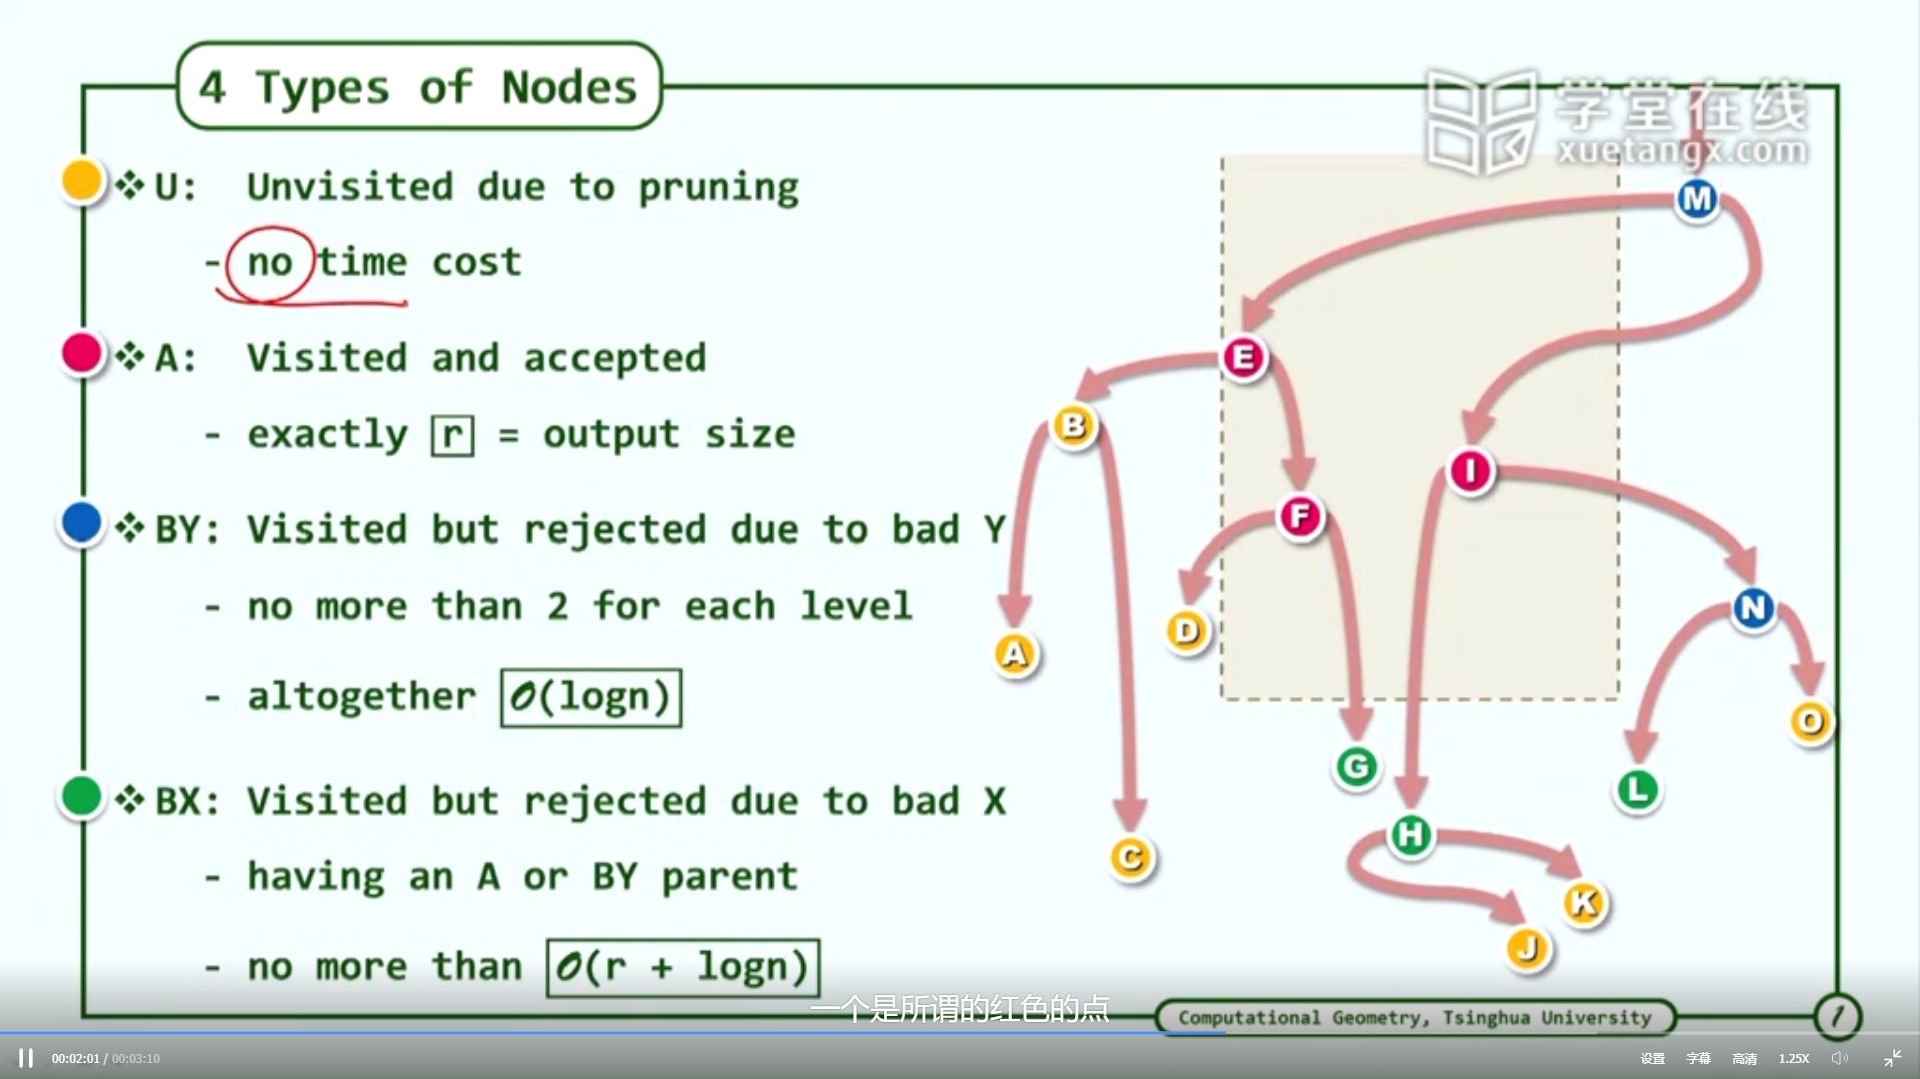 4 Types of Nodes
学堂在线
xuetangx.com
❖ U: Unvisited due to pruning
- no time cost
❖ A: Visited and accepted
- exactly r = output size
❖ BY: Visited but rejected due to bad Y
- no more than 2 for each level
- altogether O(logn)
❖ BX: Visited but rejected due to bad X
- having an A or BY parent
- no more than O(r + logn)
M
E
B
I
F
N
D
A
O
G
L
H
C
K
J
一个是所谓的红色的点
Computational Geometry, Tsinghua University
1
00:02:01 / 00:03:10
设置 字幕 高清 1.25X